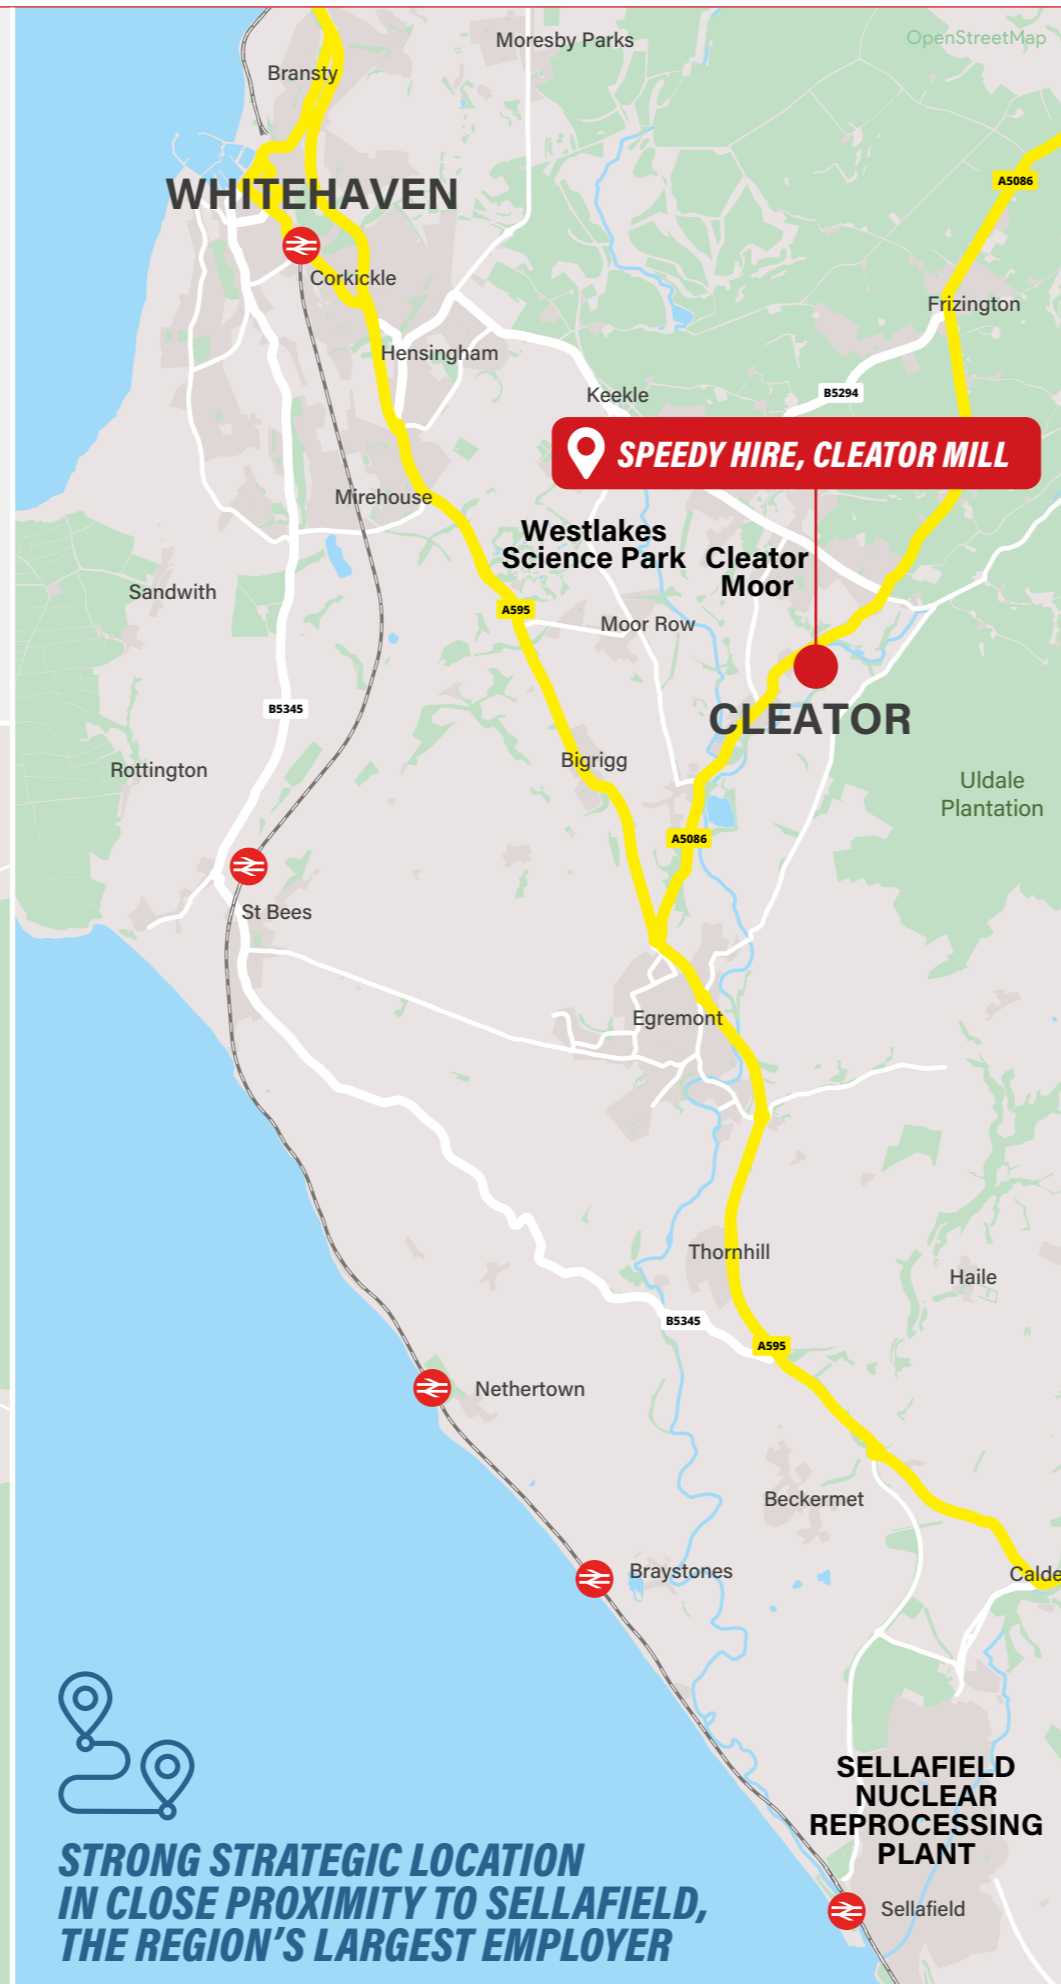 Moresby Parks
OpenStreetMap
Bransty
A5086
WHITEHAVEN
Corkickle
Frizington
Hensingham
Keekle
B5294
SPEEDY HIRE, CLEATOR MILL
Mirehouse
Westlakes
Science Park
Cleator
Moor
Sandwith
A595
Moor Row
B5345
CLEATOR
Bigrigg
Rottington
Uldale
Plantation
A5086
St Bees
Egremont
Thornhill
Haile
B5345
A595
Nethertown
Beckermet
Braystones
Calde
SELLAFIELD
NUCLEAR
REPROCESSING
PLANT
Sellafield
STRONG STRATEGIC LOCATION
IN CLOSE PROXIMITY TO SELLAFIELD,
THE REGION'S LARGEST EMPLOYER